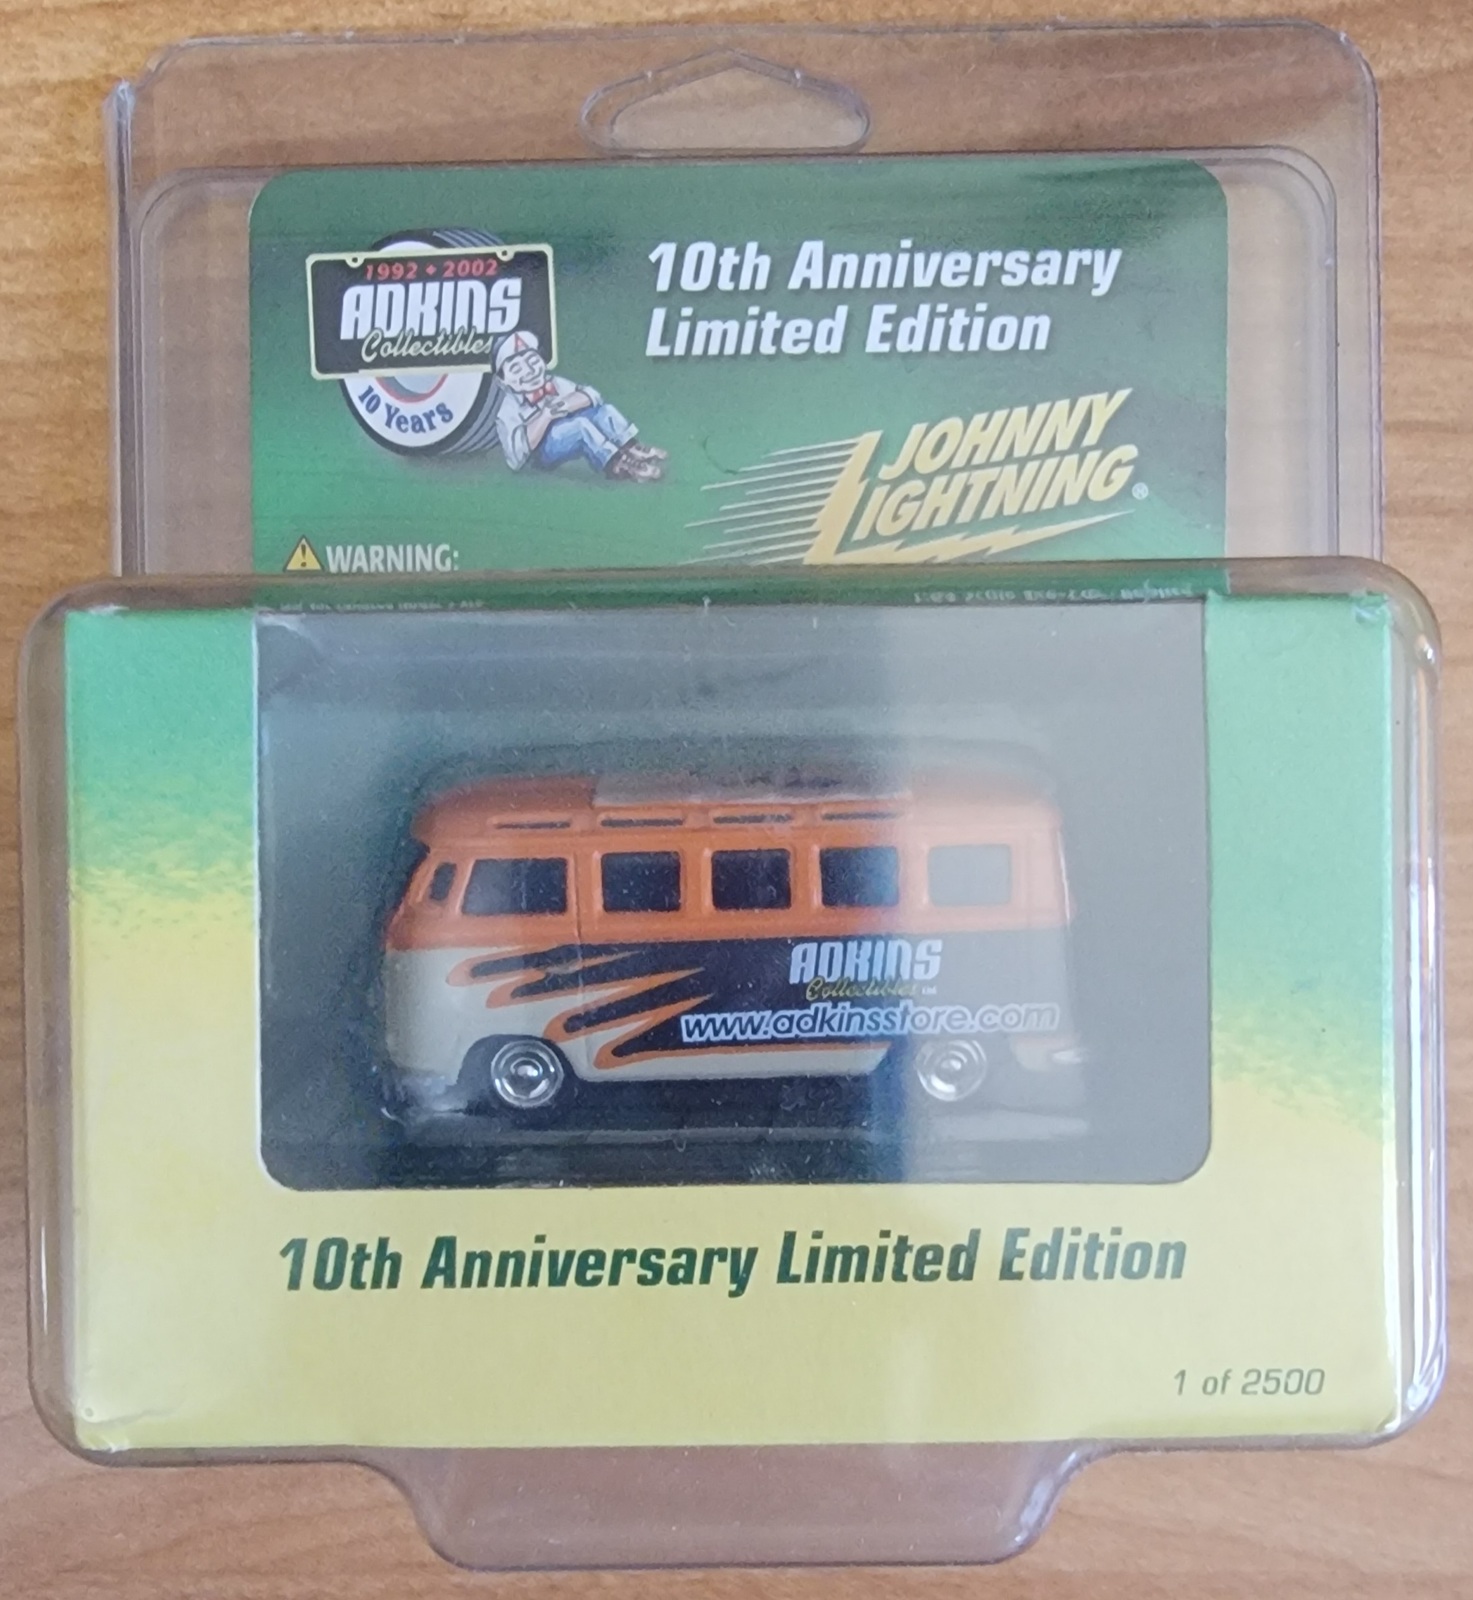 1992 • 2002
ADKINS
Collectibles
10 Years
10th Anniversary
Limited Edition
JOHNNY
LIGHTNING®
WARNING:
ADKINS
Collectibles
www.adkinsstore.com
10th Anniversary Limited Edition
1 of 2500